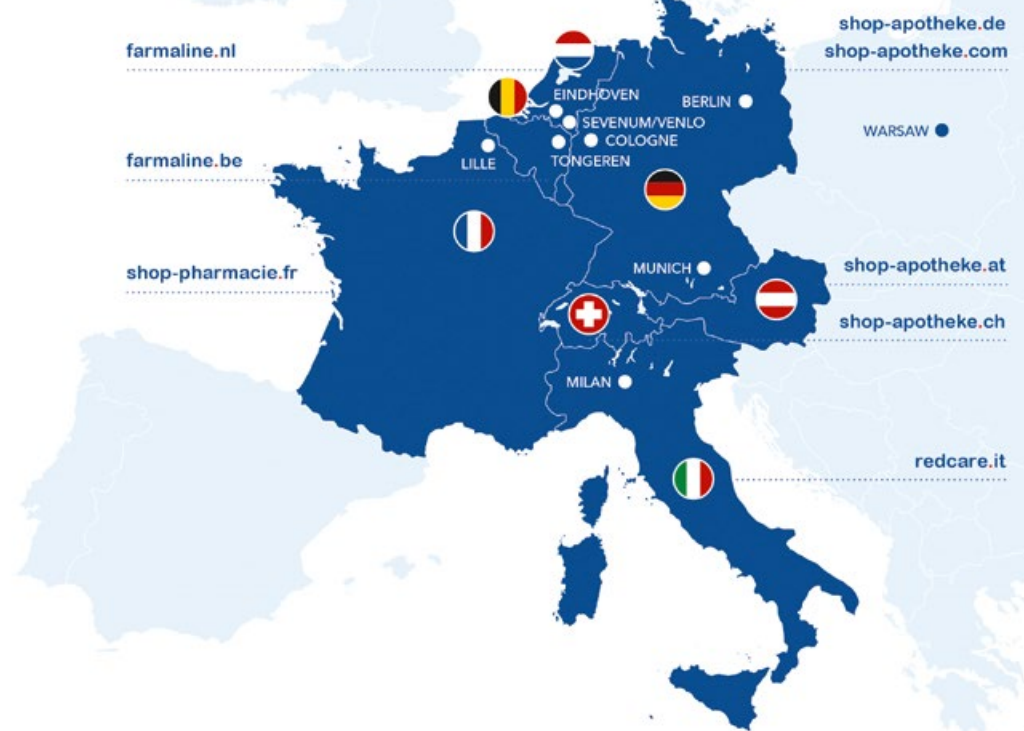 shop-apotheke.de
farmaline.nl
shop-apotheke.com
EINDHOVEN
BERLIN
SEVENUM/VENLO
WARSAW
COLOGNE
LILLE
TONGEREN
farmaline.be
shop-pharmacie.fr
MUNICH
shop-apotheke.at
shop-apotheke.ch
MILAN
redcare.it